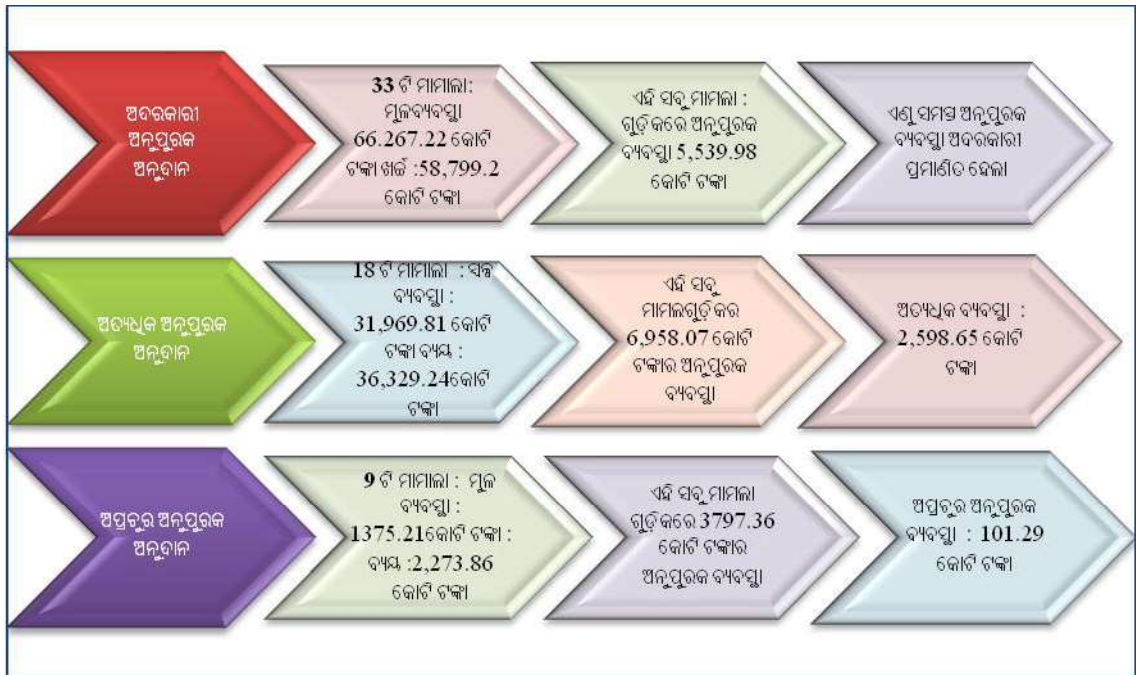 ଅଦରକାରୀ
ଅନୁପୁରକ
ଅନୁଦାନ
33 ଟି ମାମାଲା:
ମୁଳବ୍ୟବସ୍ଥା
66.267.22 କୋଟି
ଟଙ୍କା ଖର୍ଚ୍ଚ :58,799.2
କୋଟି ଟଙ୍କା
ଏହି ସବୁ ମାମଲା :
ଗୁଡ଼ିକରେ ଅନୁପୁରକ
ବ୍ୟବସ୍ଥା 5,539.98
କୋଟି ଟଙ୍କା
ଏଣୁ ସମସ୍ତ ଅନୁପୁରକ
ବ୍ୟବସ୍ଥା ଅଦରକାରୀ
ପ୍ରମାଣିତ ହେଲା
ଅତ୍ୟଧିକ ଅନୁପୁରକ
ଅନୁଦାନ
18 ଟି ମାମାଲା : ସବ୍ଦ
ବ୍ୟବସ୍ଥା :
31,969.81 କୋଟି
ଟଙ୍କା ବ୍ୟୟ :
36,329.24କୋଟି
ଟଙ୍କା
ଏହି ସବୁ
ମାମଲଗୁଡ଼ିକର
6,958.07 କୋଟି
ଟଙ୍କାର ଅନୁପୁରକ
ବ୍ୟବସ୍ଥା
ଅତ୍ୟଧିକ ବ୍ୟବସ୍ଥା :
2,598.65 କୋଟି
ଟଙ୍କା
ଅପ୍ରଚୁର ଅନୁପୁରକ
ଅନୁଦାନ
9 ଟି ମାମାଲା : ମୁଳ
ବ୍ୟବସ୍ଥା :
1375.21କୋଟି ଟଙ୍କା :
ବ୍ୟୟ :2,273.86
କୋଟି ଟଙ୍କା
ଏହି ସବୁ ମାମଲା
ଗୁଡ଼ିକରେ 3797.36
କୋଟି ଟଙ୍କାର
ଅନୁପୁରକ ବ୍ୟବସ୍ଥା
ଅପ୍ରଚୁର ଅନୁପୁରକ
ବ୍ୟବସ୍ଥା : 101.29
କୋଟି ଟଙ୍କା